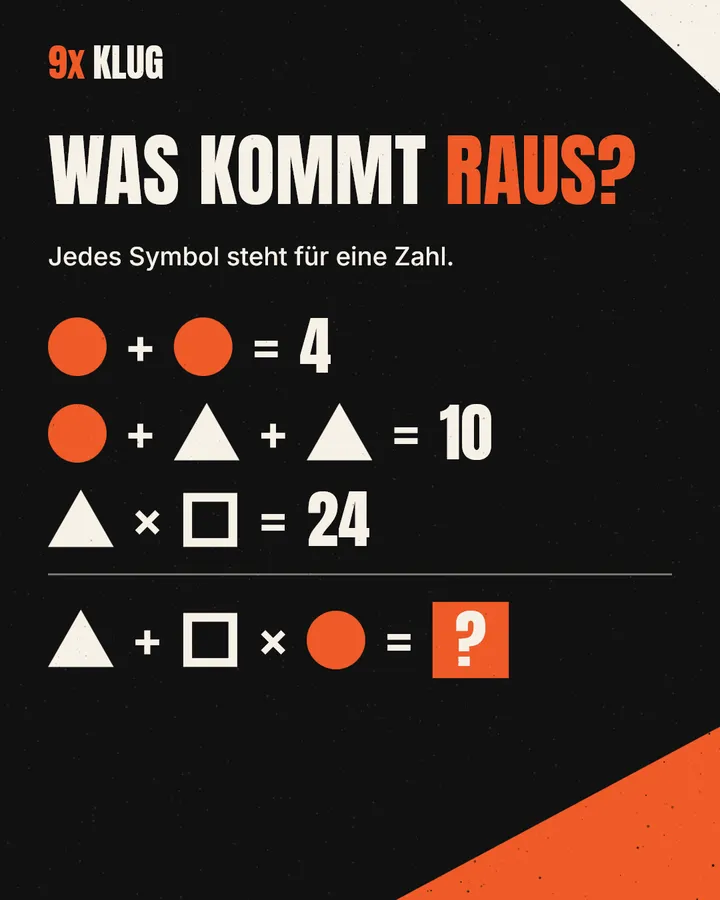 9x KLUG
WAS KOMMT RAUS?
Jedes Symbol steht für eine Zahl.
● + ● = 4
● + ▲ + ▲ = 10
▲ × □ = 24
▲ + □ × ● = ?